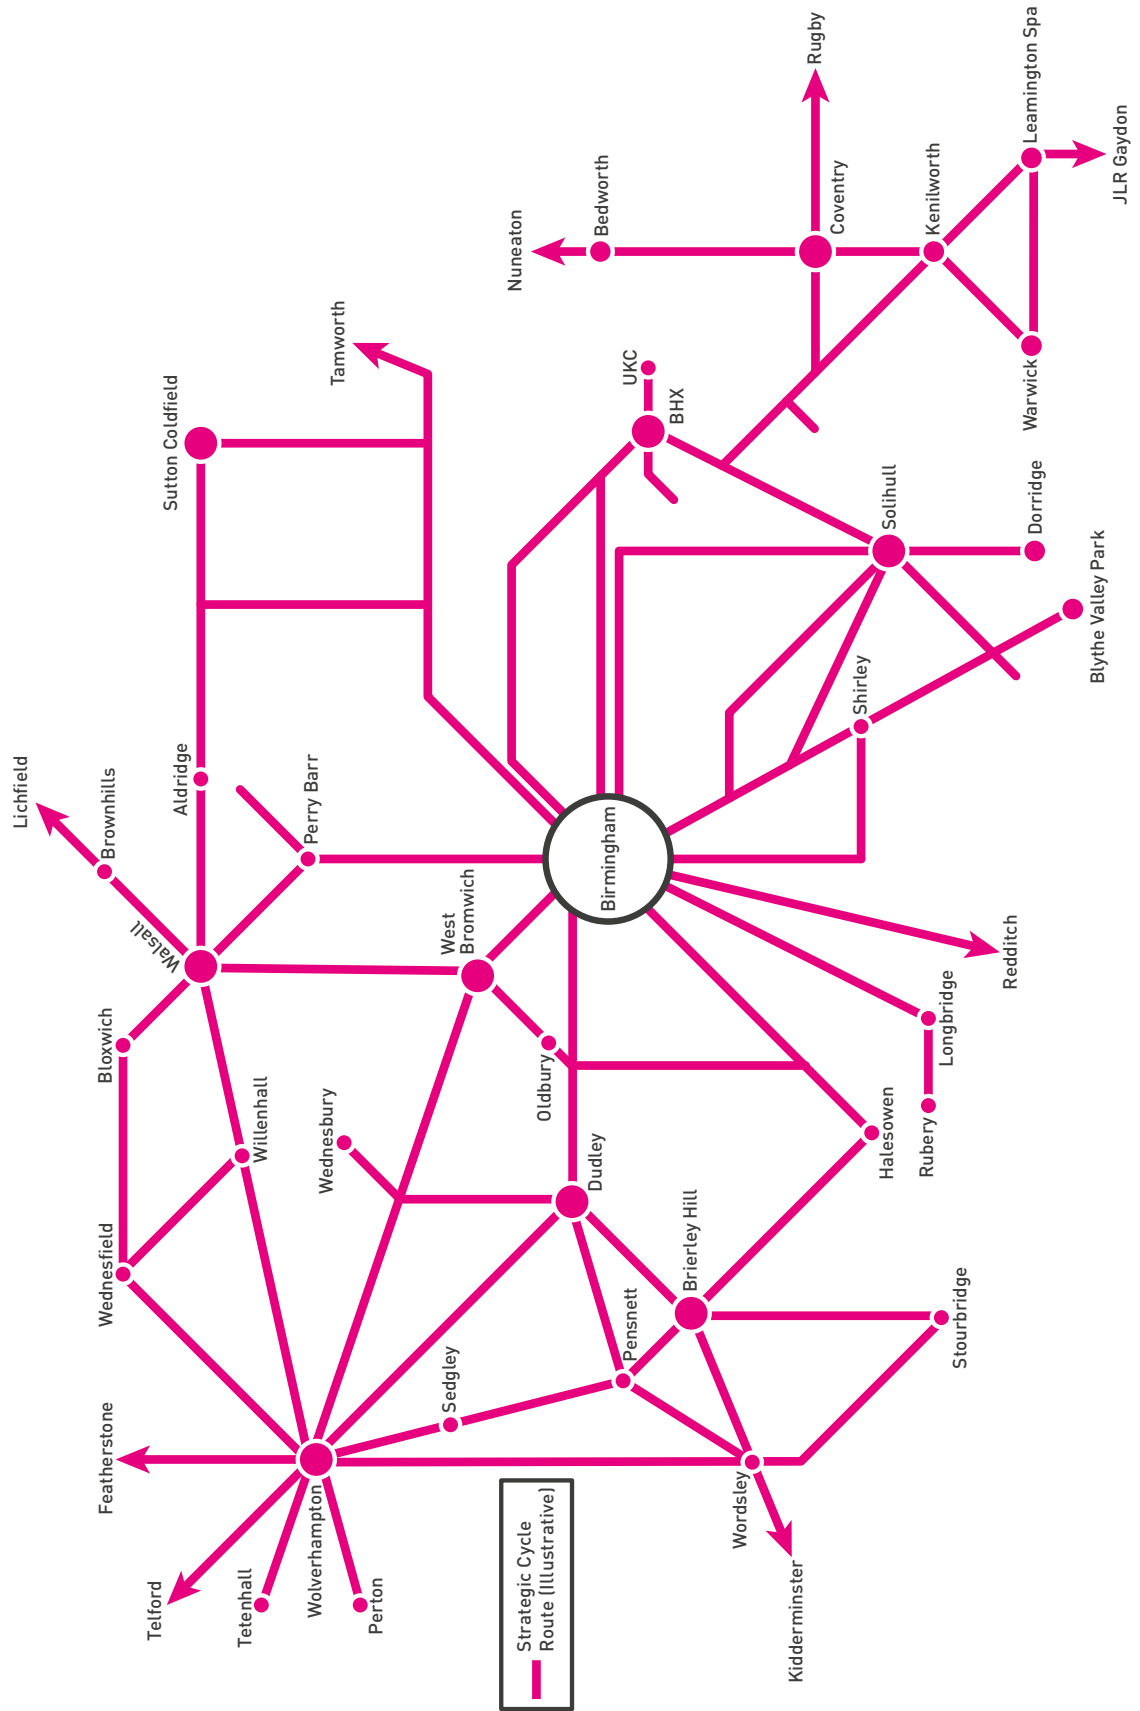 Featherstone
Telford
Tetenhall
Wolverhampton
Perton
Wednesfield
Bloxwich
Willenhall
Walsall
Brownhills
Lichfield
Aldridge
Perry Barr
Sutton Coldfield
Tamworth
Wednesbury
West
Bromwich
Oldbury
Dudley
Sedgley
Pensnett
Brierley Hill
Wordsley
Kidderminster
Stourbridge
Halesowen
Rubery
Longbridge
Redditch
Birmingham
Shirley
Solihull
Dorridge
Blythe Valley Park
UKC
BHX
Nuneaton
Bedworth
Coventry
Rugby
Kenilworth
Warwick
Leamington Spa
JLR Gaydon
Strategic Cycle
Route (Illustrative)